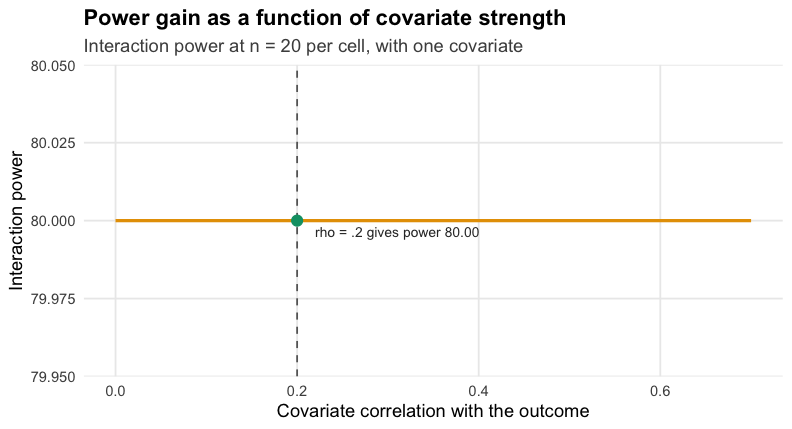 Power gain as a function of covariate strength
Interaction power at n = 20 per cell, with one covariate
80.050
80.025
80.000
79.975
79.950
Interaction power
rho = .2 gives power 80.00
0.0
0.2
0.4
0.6
Covariate correlation with the outcome